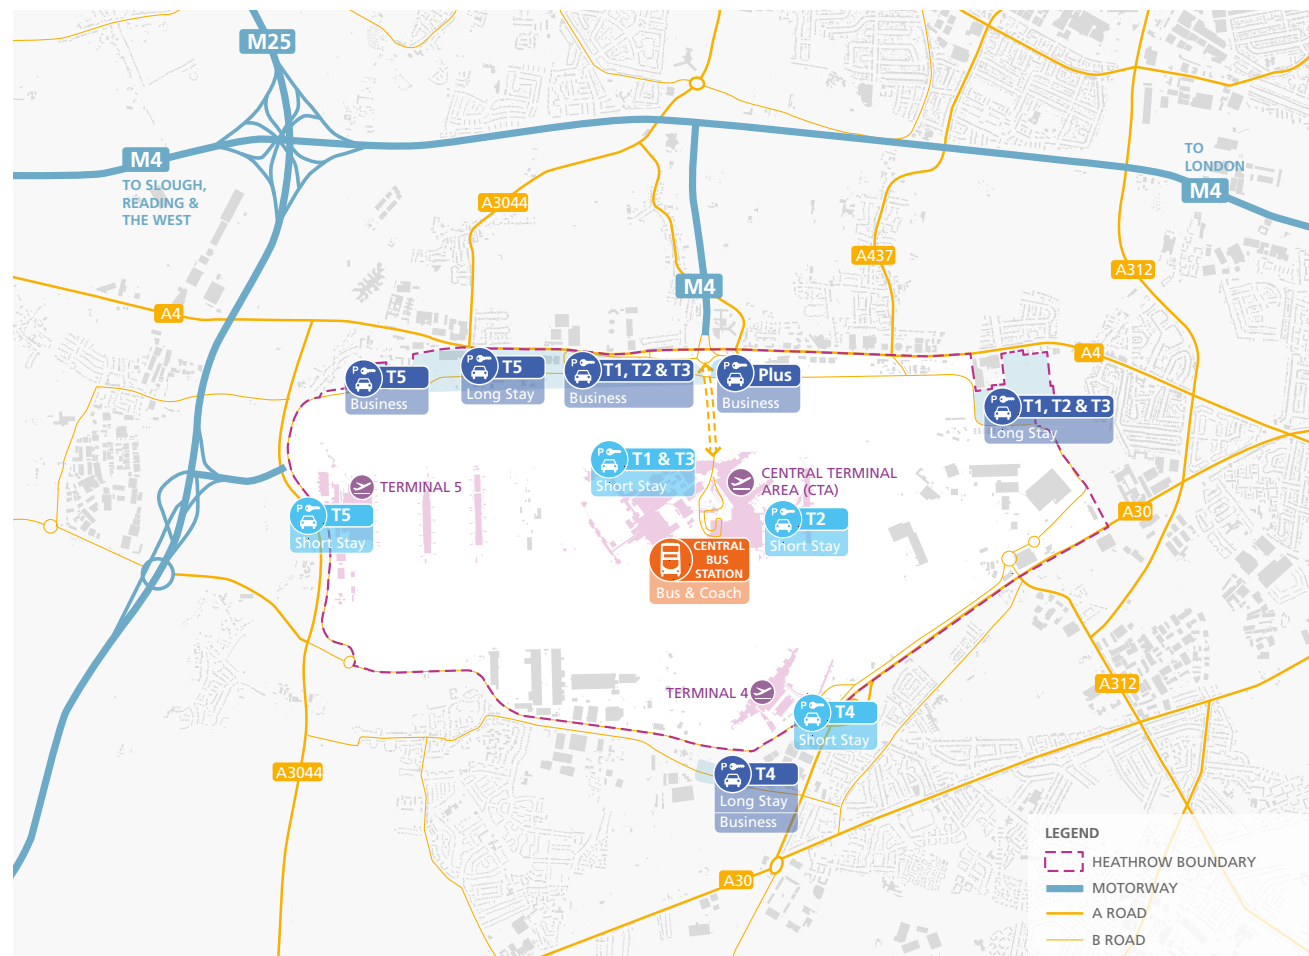 M25
M4
TO SLOUGH,
READING &
THE WEST
TO
LONDON
M4
A3044
A437
A312
M4
A4
A4
P
T5
Business
P
T5
Long Stay
P
T1, T2 & T3
Business
P
Plus
Business
P
T1, T2 & T3
Long Stay
P
T1 & T3
Short Stay
CENTRAL TERMINAL
AREA (CTA)
TERMINAL 5
P
T5
Short Stay
P
T2
Short Stay
A30
CENTRAL
BUS
STATION
Bus & Coach
TERMINAL 4
A312
P
T4
Short Stay
A3044
P
T4
Long Stay
Business
A30
LEGEND
HEATHROW BOUNDARY
MOTORWAY
A ROAD
B ROAD